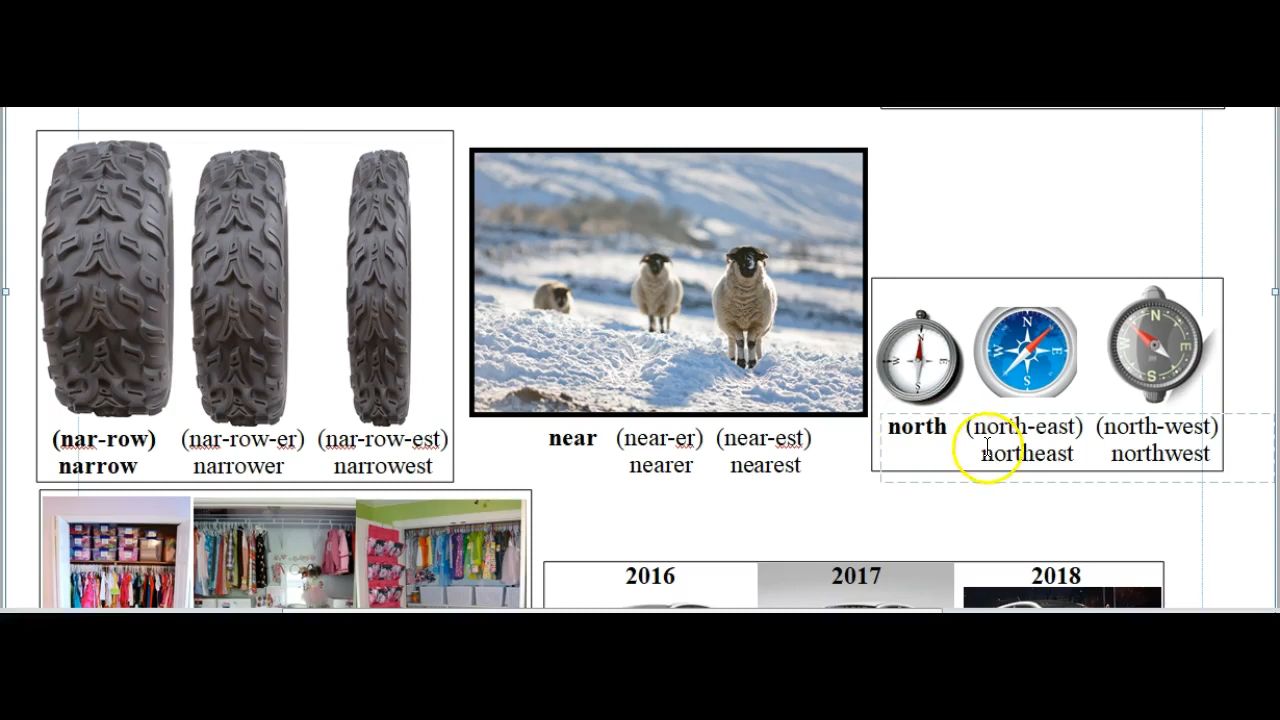 (nar-row) (nar-row-er) (nar-row-est)
narrow narrower narrowest
near (near-er) (near-est)
nearer nearest
N
W E
N
W E
S
N
W E
S
north (north-east) (north-west)
northeast northwest
2016 2017 2018